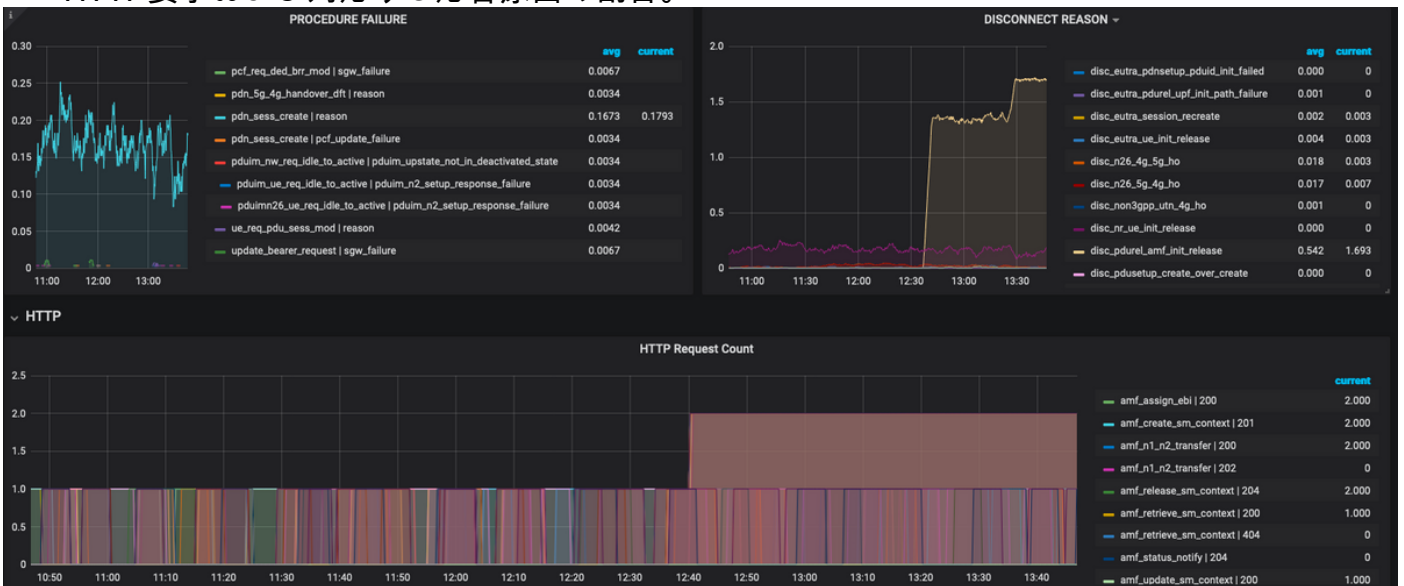 PROCEDURE FAILURE
avg current
0.30
0.25
0.20
0.15
0.10
0.05
0
11:00 12:00 13:00
pcf_req_ded_brr_mod | sgw_failure 0.0067
pdn_5g_4g_handover_dft | reason 0.0034
pdn_sess_create | reason 0.1673 0.1793
pdn_sess_create | pcf_update_failure 0.0034
pduim_nw_req_idle_to_active | pduim_upstate_not_in_deactivated_state 0.0034
pduim_ue_req_idle_to_active | pduim_n2_setup_response_failure 0.0034
pduimn26_ue_req_idle_to_active | pduim_n2_setup_response_failure 0.0034
ue_req_pdu_sess_mod | reason 0.0042
update_bearer_request | sgw_failure 0.0067
DISCONNECT REASON
avg current
2.0
1.5
1.0
0.5
0
11:00 11:30 12:00 12:30 13:00 13:30
disc_eutra_pdnsetup_pduid_init_failed 0.000 0
disc_eutra_pdurel_upf_init_path_failure 0.001 0
disc_eutra_session_recreate 0.002 0.003
disc_eutra_ue_init_release 0.004 0.003
disc_n26_4g_5g_ho 0.018 0.003
disc_n26_5g_4g_ho 0.017 0.007
disc_non3gpp_utn_4g_ho 0.001 0
disc_nr_ue_init_release 0.000 0
disc_pdurel_amf_init_release 0.542 1.693
disc_pdusetup_create_over_create 0.000 0
HTTP
HTTP Request Count
current
2.5
2.0
1.5
1.0
0.5
0
10:50 11:00 11:10 11:20 11:30 11:40 11:50 12:00 12:10 12:20 12:30 12:40 12:50 13:00 13:10 13:20 13:30 13:40
amf_assign_ebi | 200 2.000
amf_create_sm_context | 201 2.000
amf_n1_n2_transfer | 200 2.000
amf_n1_n2_transfer | 202 0
amf_release_sm_context | 204 2.000
amf_retrieve_sm_context | 200 1.000
amf_retrieve_sm_context | 404 0
amf_status_notify | 204 0
amf_update_sm_context | 200 1.000